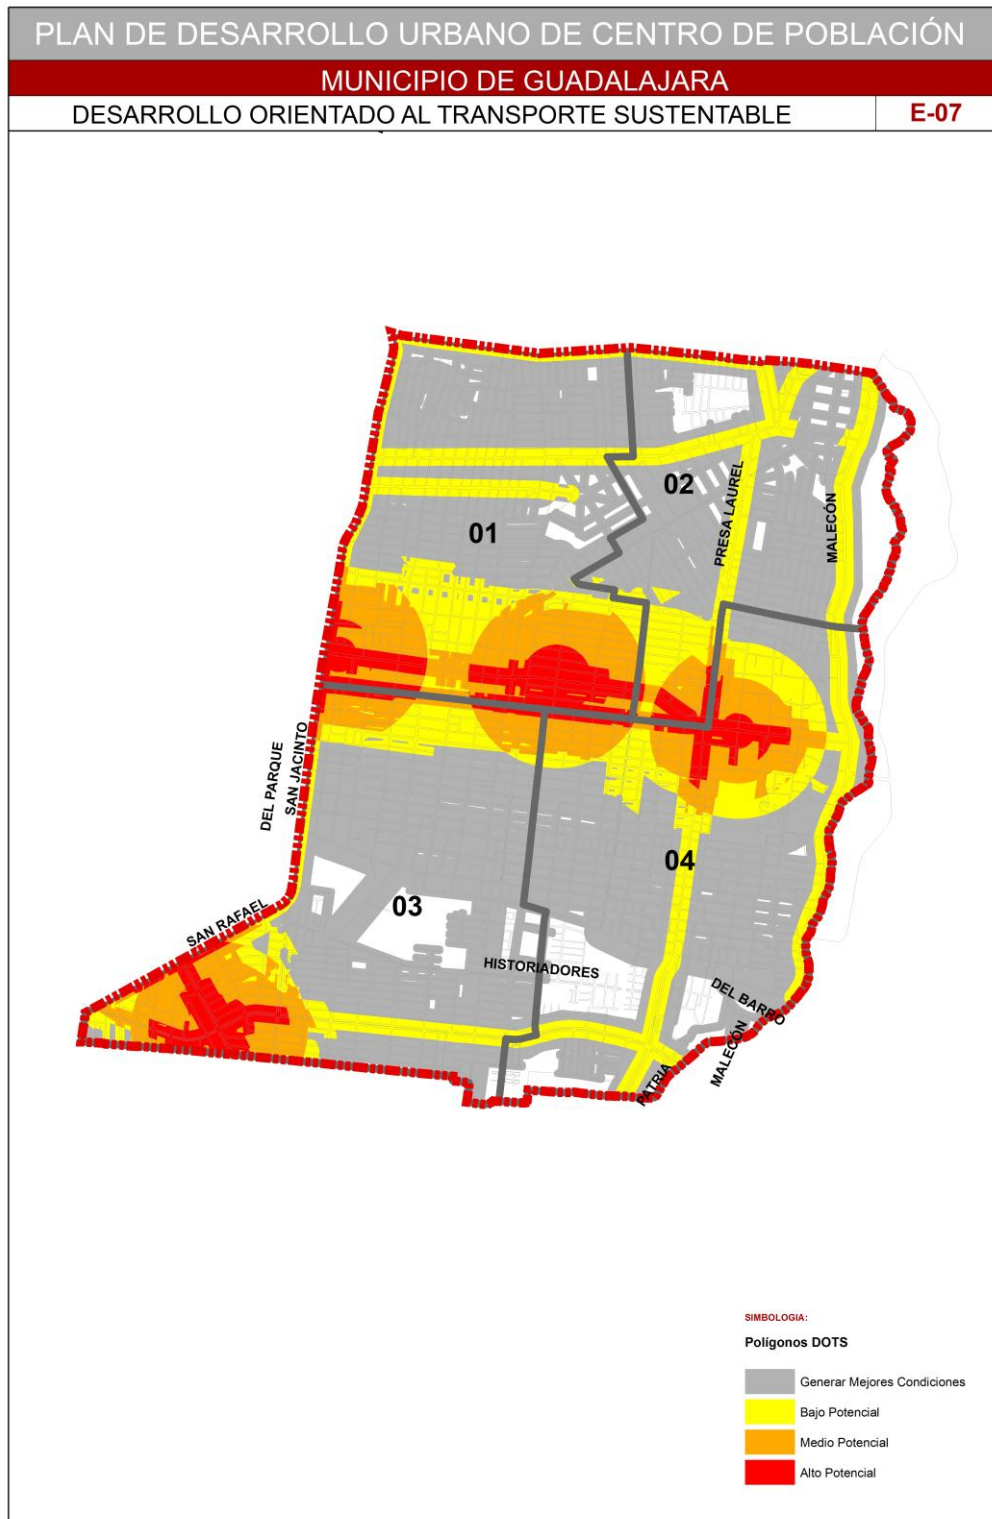 PLAN DE DESARROLLO URBANO DE CENTRO DE POBLACIÓN
MUNICIPIO DE GUADALAJARA
DESARROLLO ORIENTADO AL TRANSPORTE SUSTENTABLE
E-07
02
01
PRESA LAUREL
MALECÓN
DEL PARQUE
SAN JACINTO
04
03
SAN RAFAEL
HISTORIADORES
DEL BARRO
MALECÓN
PATRIA
SIMBOLOGIA:
Polígonos DOTS
Generar Mejores Condiciones
Bajo Potencial
Medio Potencial
Alto Potencial